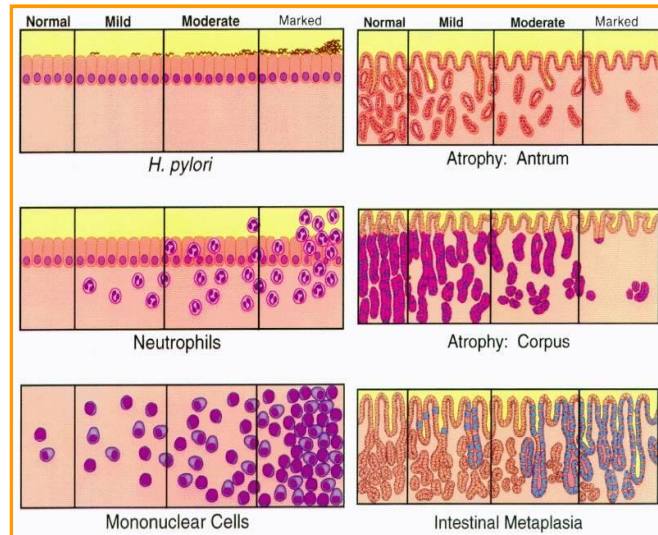 Normal Mild Moderate Marked
Normal Mild Moderate Marked
H. pylori
Atrophy: Antrum
Neutrophils
Atrophy: Corpus
Mononuclear Cells
Intestinal Metaplasia